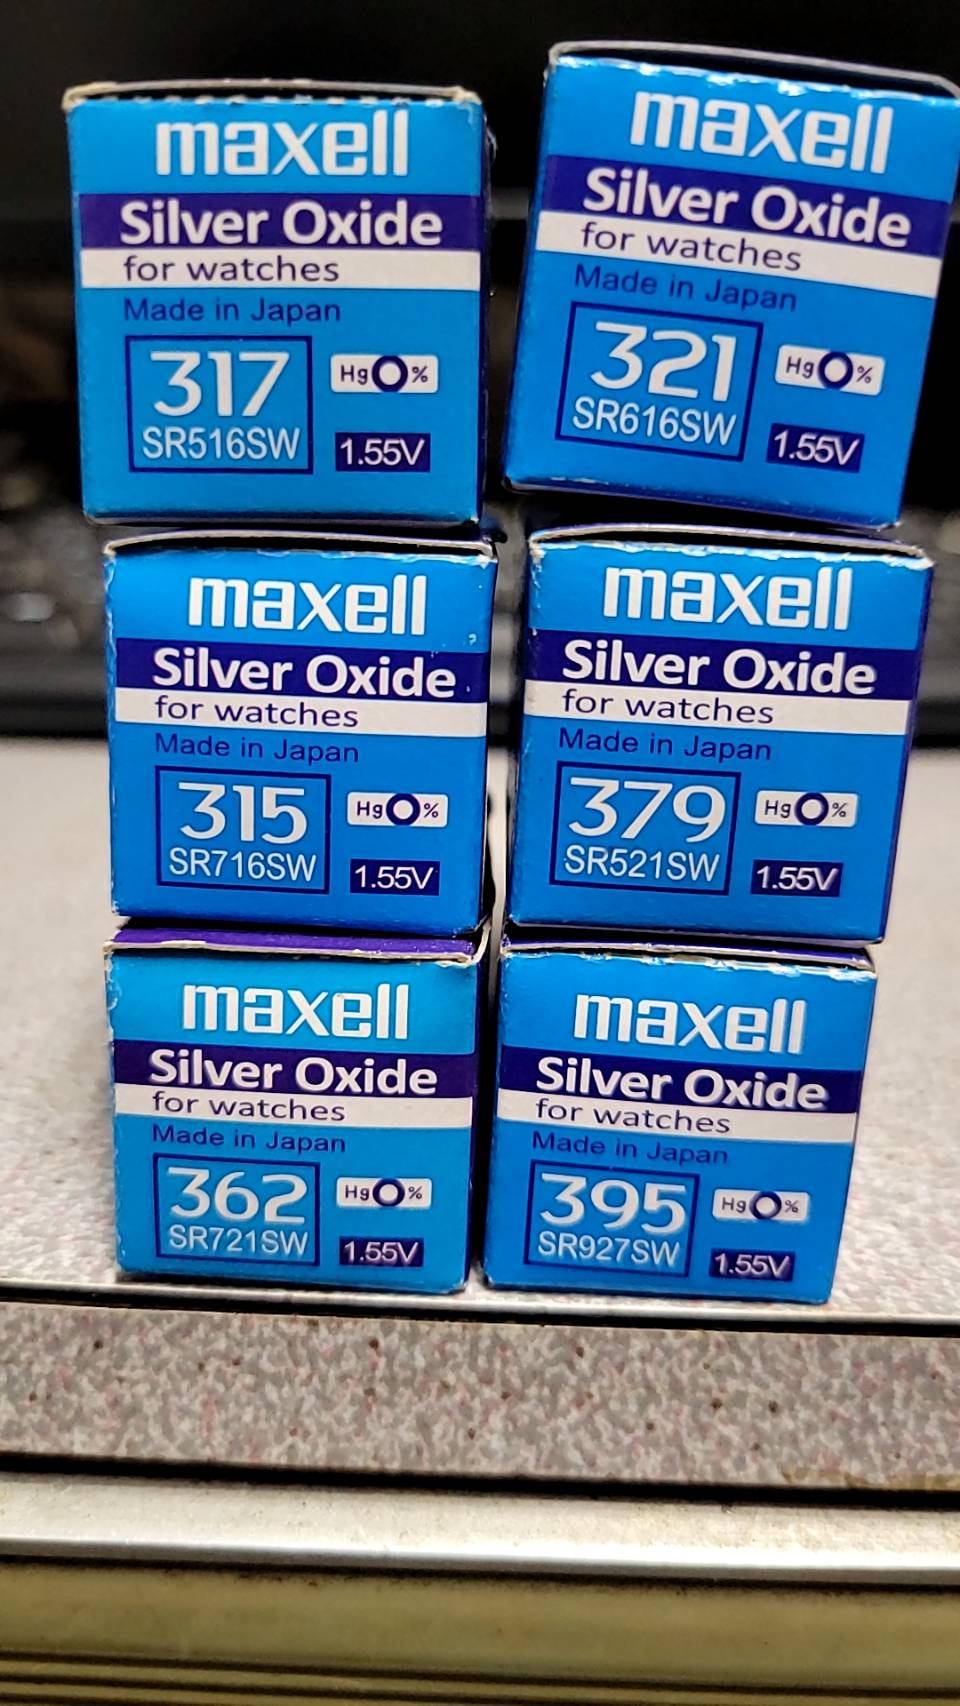 maxell
Silver Oxide
for watches
Made in Japan
317
SR516SW
Hg0%
1.55V
maxell
Silver Oxide
for watches
Made in Japan
321
SR616SW
Hg0%
1.55V
maxell
Silver Oxide
for watches
Made in Japan
315
SR716SW
Hg0%
1.55V
maxell
Silver Oxide
for watches
Made in Japan
379
SR521SW
Hg0%
1.55V
maxell
Silver Oxide
for watches
Made in Japan
362
SR721SW
Hg0%
1.55V
maxell
Silver Oxide
for watches
Made in Japan
395
SR927SW
Hg0%
1.55V